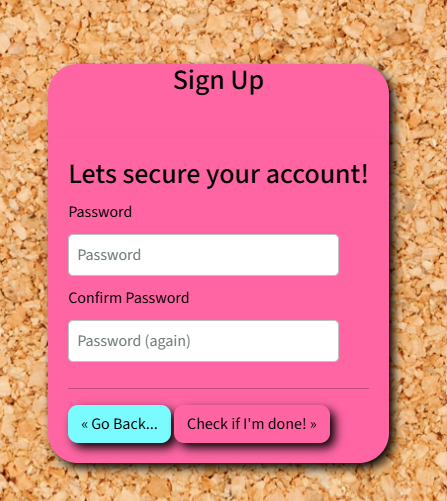 Sign Up
Lets secure your account!
Password
Password
Confirm Password
Password (again)
« Go Back...
Check if I'm done! »